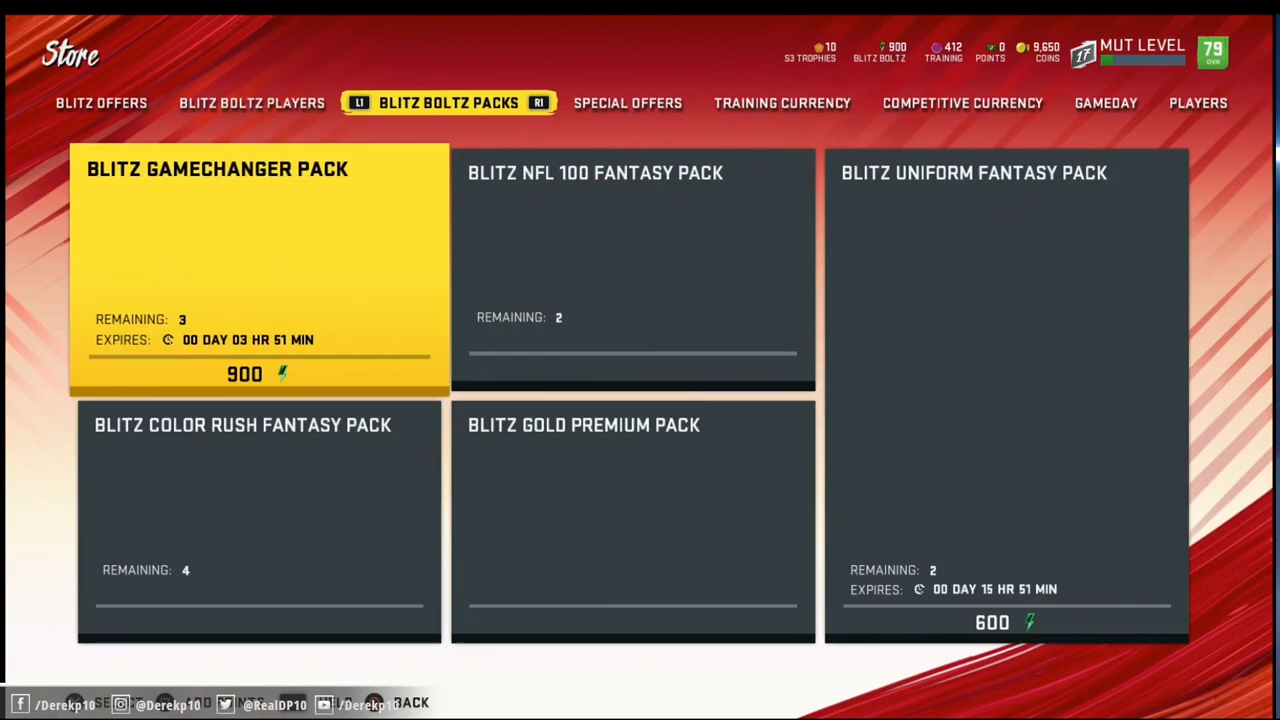 Store
10
S3 TROPHIES
900
BLITZ BOLTZ
412
TRAINING
0
POINTS
9,650
COINS
17
MUT LEVEL
79
OVR
BLITZ OFFERS
BLITZ BOLTZ PLAYERS
L1 BLITZ BOLTZ PACKS R1
SPECIAL OFFERS
TRAINING CURRENCY
COMPETITIVE CURRENCY
GAMEDAY
PLAYERS
BLITZ GAMECHANGER PACK
REMAINING: 3
EXPIRES: 00 DAY 03 HR 51 MIN
900
BLITZ NFL 100 FANTASY PACK
REMAINING: 2
BLITZ UNIFORM FANTASY PACK
REMAINING: 2
EXPIRES: 00 DAY 15 HR 51 MIN
600
BLITZ COLOR RUSH FANTASY PACK
REMAINING: 4
BLITZ GOLD PREMIUM PACK
/Derekp10
@Derekp10
@RealDP10
/Derekp10
BACK